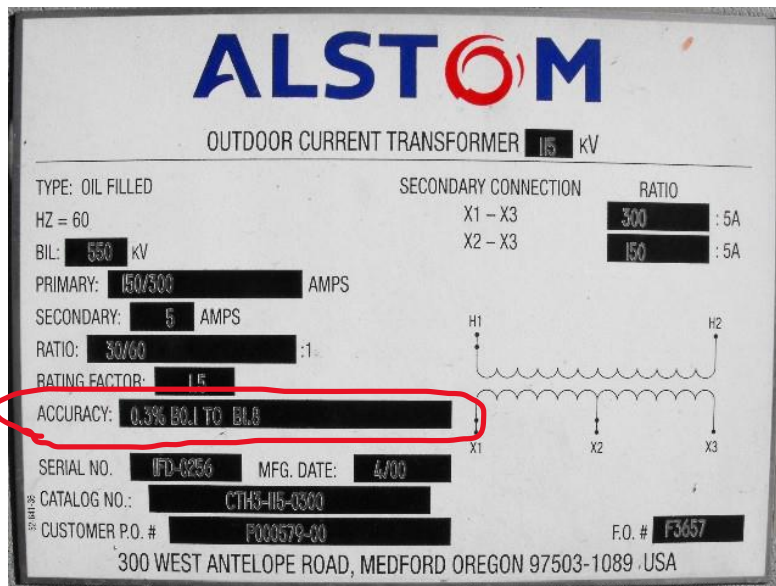 ALSTOM
OUTDOOR CURRENT TRANSFORMER 115 kV
TYPE: OIL FILLED
HZ = 60
BIL: 550 KV
PRIMARY: 150/300 AMPS
SECONDARY: 5 AMPS
RATIO: 30/60 :1
RATING FACTOR: 1.5
ACCURACY: 0.3% B0.1 TO B1.8
SECONDARY CONNECTION RATIO
X1 – X3 300 : 5A
X2 – X3 150 : 5A
H1 H2
X1 X2 X3
SERIAL NO. IFD-0256 MFG. DATE: 4/00
CATALOG NO.: CTH3-115-0300
CUSTOMER P.O. # P000579-00
F.O. # F3657
300 WEST ANTELOPE ROAD, MEDFORD OREGON 97503-1089 USA